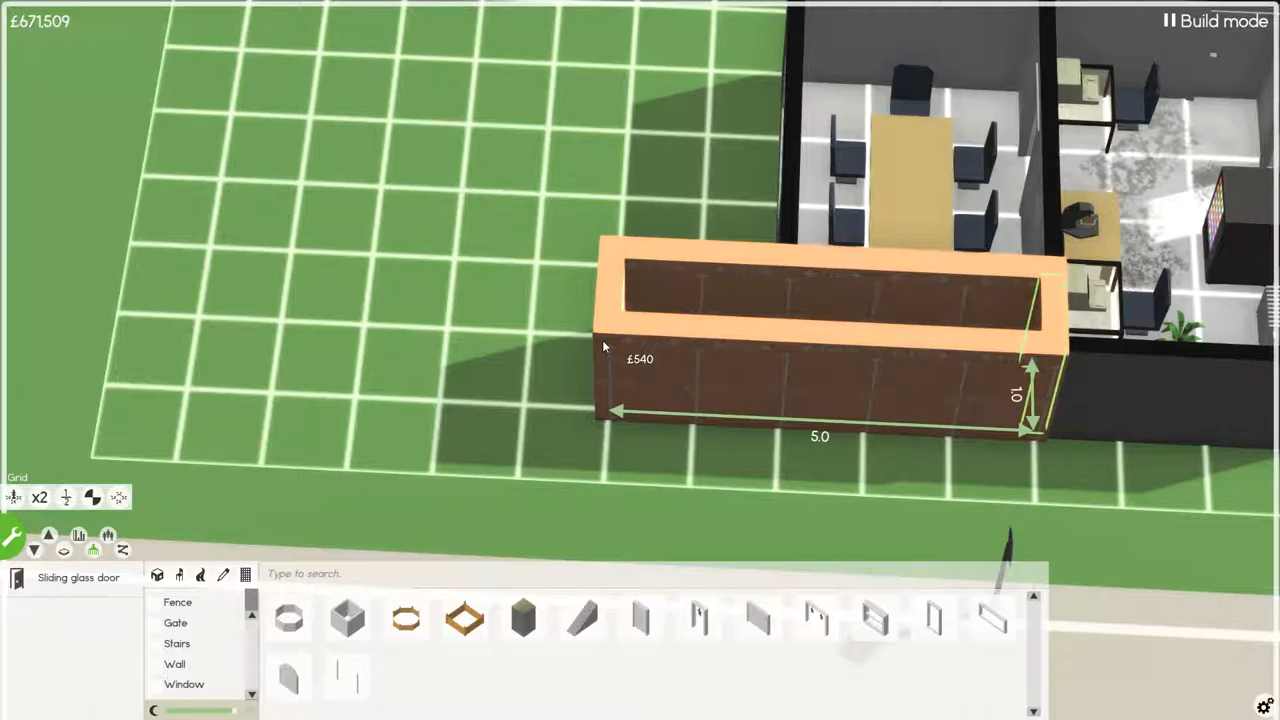 £671,509
Build mode
£540
1.0
5.0
Grid
x2
1/2
Sliding glass door
Type to search.
Fence
Gate
Stairs
Wall
Window